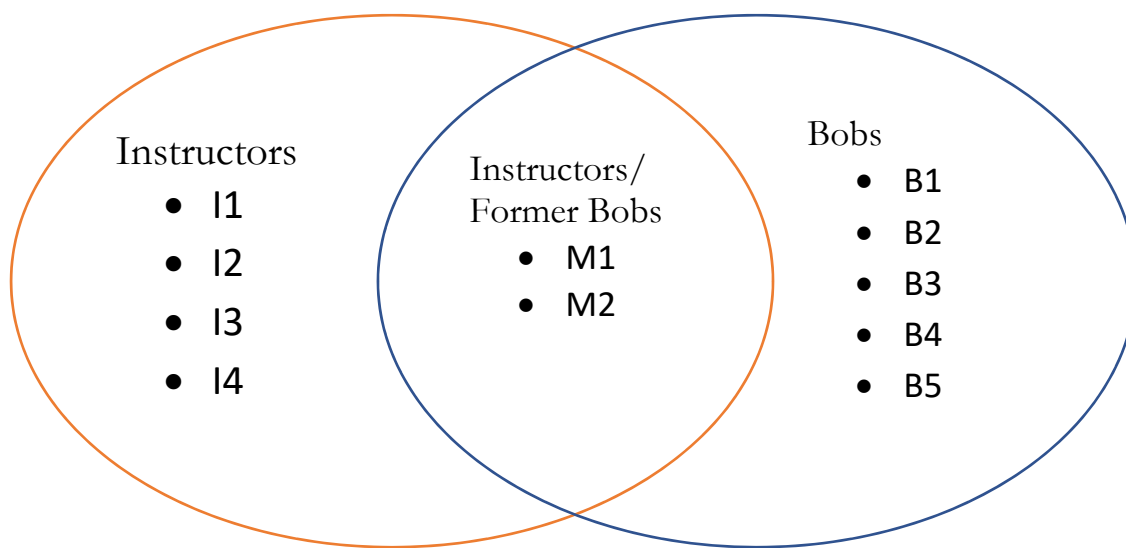 Instructors
• I1
• I2
• I3
• I4
Instructors/
Former Bobs
• M1
• M2
Bobs
• B1
• B2
• B3
• B4
• B5